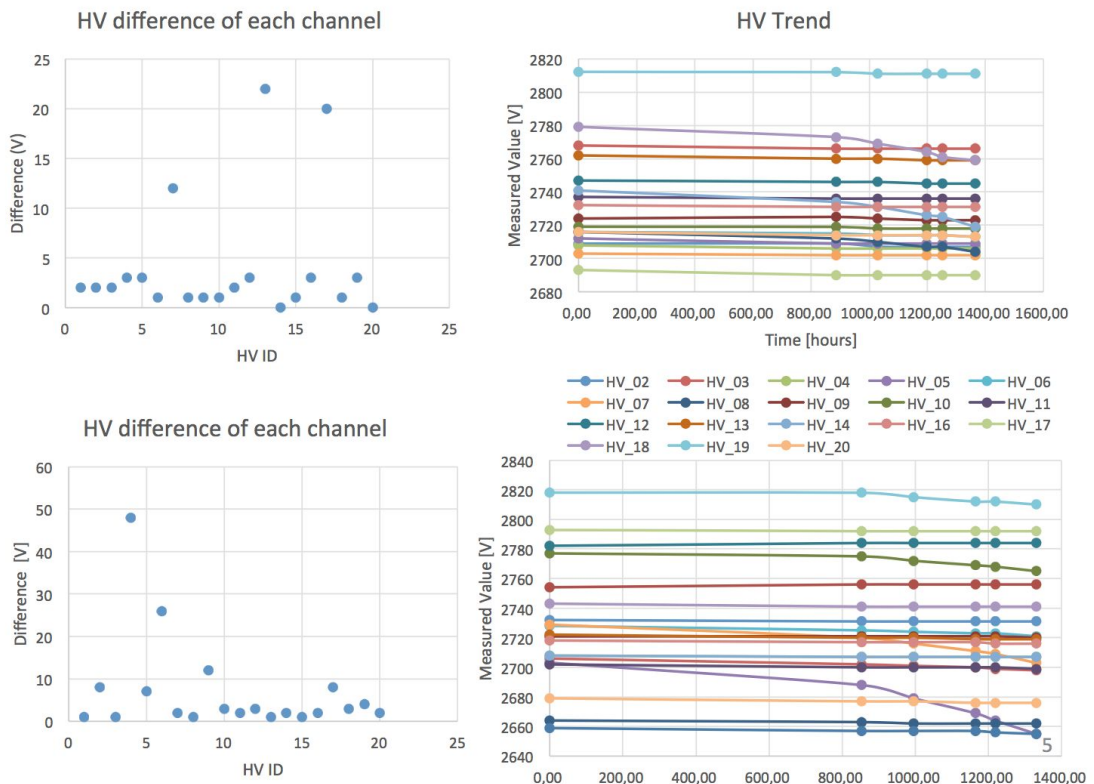 HV difference of each channel
25
20
15
10
5
0
0 5 10 15 20 25
Difference (V)
HV ID
HV Trend
2820
2800
2780
2760
2740
2720
2700
2680
0,00 200,00 400,00 600,00 800,00 1000,00 1200,00 1400,00 1600,00
Measured Value [V]
Time [hours]
HV_02 HV_03 HV_04 HV_05 HV_06
HV_07 HV_08 HV_09 HV_10 HV_11
HV_12 HV_13 HV_14 HV_16 HV_17
HV_18 HV_19 HV_20
HV difference of each channel
60
50
40
30
20
10
0
0 5 10 15 20 25
Difference [V]
HV ID
2840
2820
2800
2780
2760
2740
2720
2700
2680
2660
2640
0,00 200,00 400,00 600,00 800,00 1000,00 1200,00 1400,00
Measured Value [V]
5